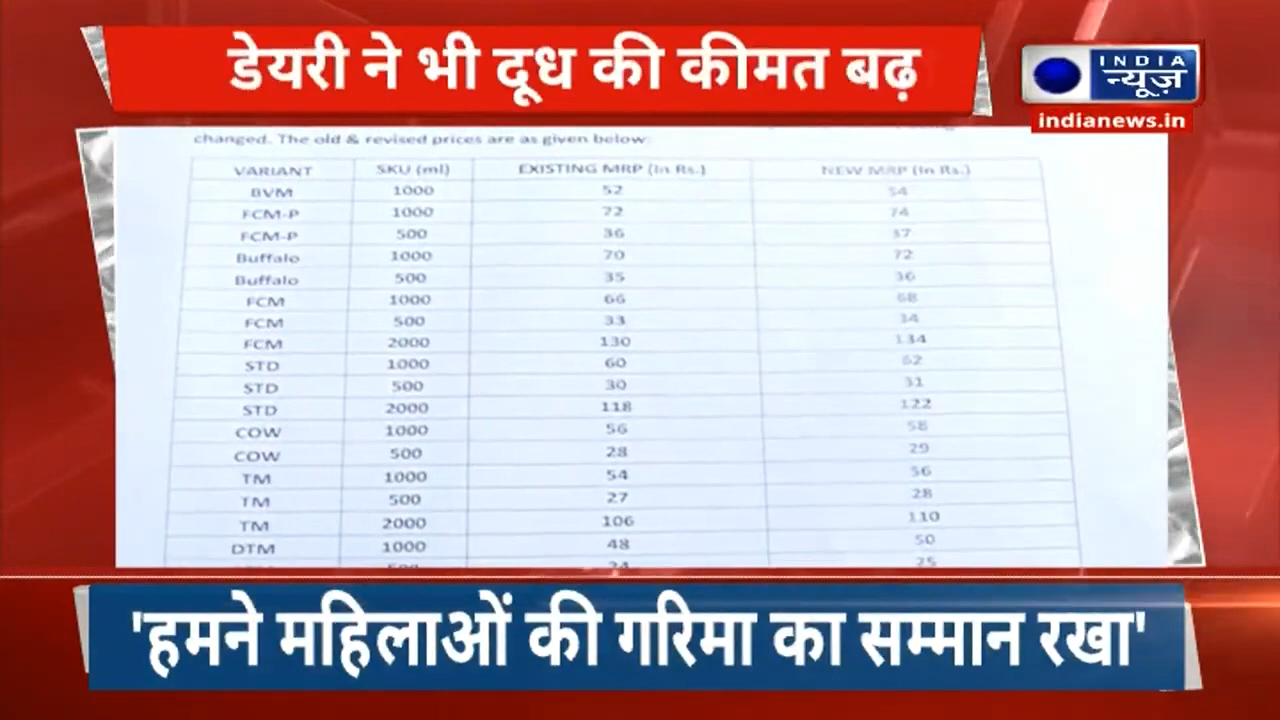 डेयरी ने भी दूध की कीमत बढ़
INDIA
न्यूज़
indianews.in
changed. The old & revised prices are as given below:
VARIANT SKU (ml) EXISTING MRP (In Rs.) NEW MRP (In Rs.)
BVM 1000 52 54
FCM-P 1000 72 74
FCM-P 500 36 37
Buffalo 1000 70 72
Buffalo 500 35 36
FCM 1000 66 68
FCM 500 33 34
FCM 2000 130 134
STD 1000 60 62
STD 500 30 31
STD 2000 118 122
COW 1000 56 58
COW 500 28 29
TM 1000 54 56
TM 500 27 28
TM 2000 106 110
DTM 1000 48 50
24 25
'हमने महिलाओं की गरिमा का सम्मान रखा'